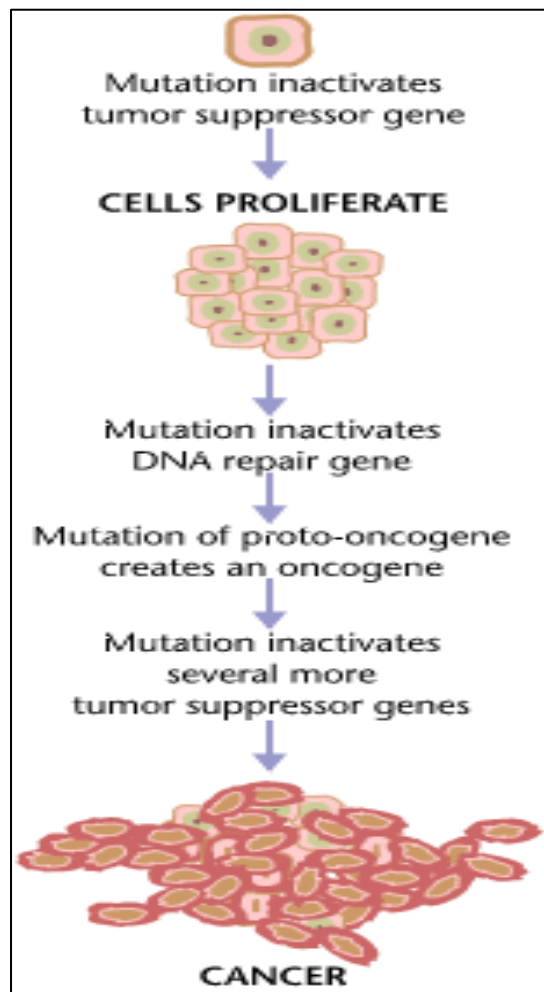 Mutation inactivates
tumor suppressor gene
CELLS PROLIFERATE
Mutation inactivates
DNA repair gene
Mutation of proto-oncogene
creates an oncogene
Mutation inactivates
several more
tumor suppressor genes
CANCER